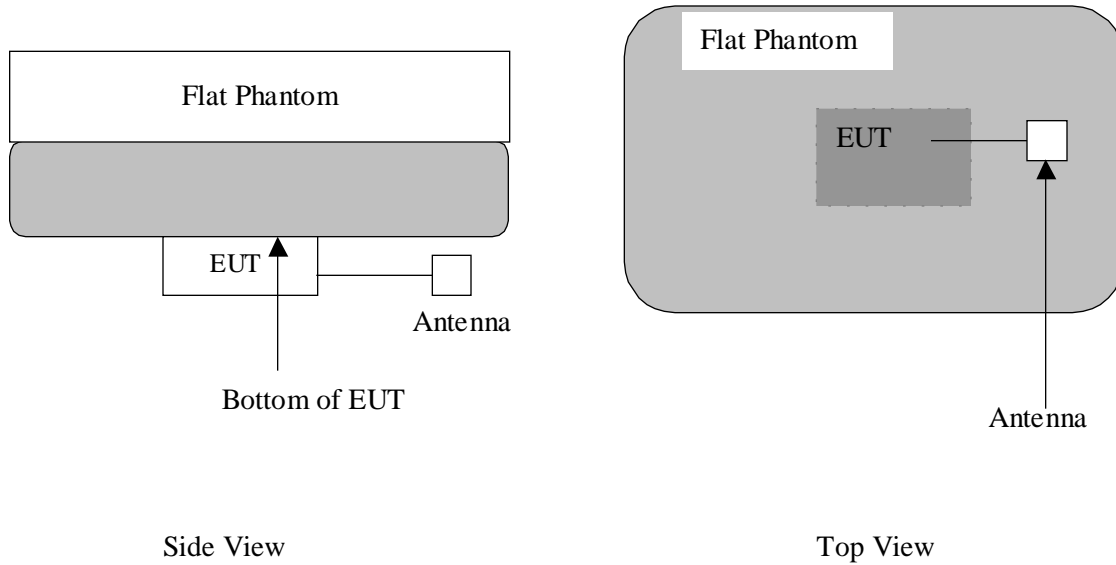 Flat Phantom
EUT
Antenna
Bottom of EUT
Side View
Flat Phantom
EUT
Antenna
Top View